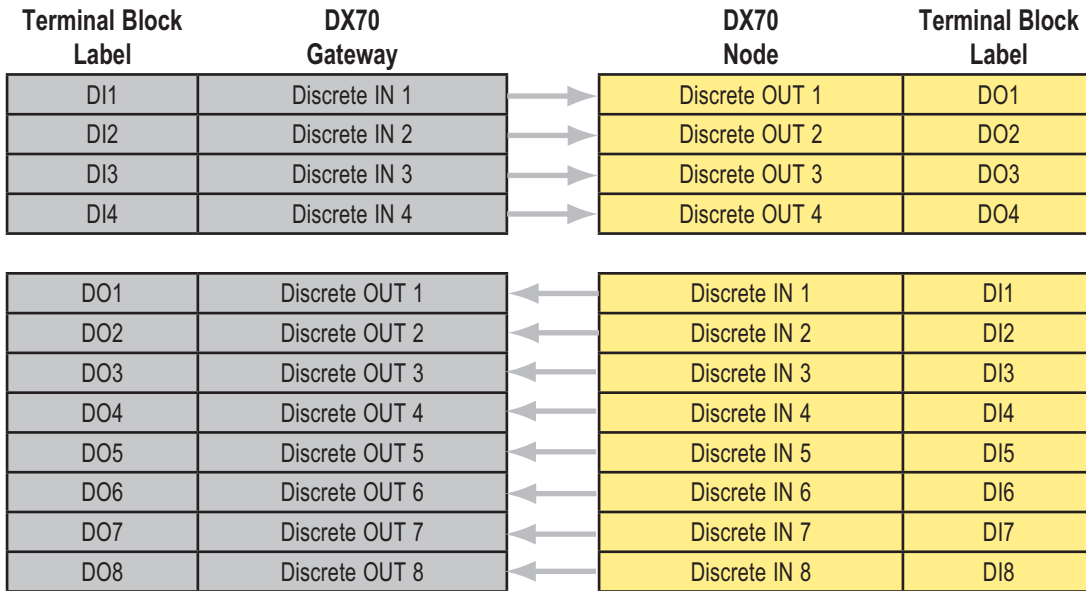 Terminal Block Label DX70 Gateway DX70 Node Terminal Block Label
DI1 Discrete IN 1 Discrete OUT 1 DO1
DI2 Discrete IN 2 Discrete OUT 2 DO2
DI3 Discrete IN 3 Discrete OUT 3 DO3
DI4 Discrete IN 4 Discrete OUT 4 DO4
DO1 Discrete OUT 1 Discrete IN 1 DI1
DO2 Discrete OUT 2 Discrete IN 2 DI2
DO3 Discrete OUT 3 Discrete IN 3 DI3
DO4 Discrete OUT 4 Discrete IN 4 DI4
DO5 Discrete OUT 5 Discrete IN 5 DI5
DO6 Discrete OUT 6 Discrete IN 6 DI6
DO7 Discrete OUT 7 Discrete IN 7 DI7
DO8 Discrete OUT 8 Discrete IN 8 DI8